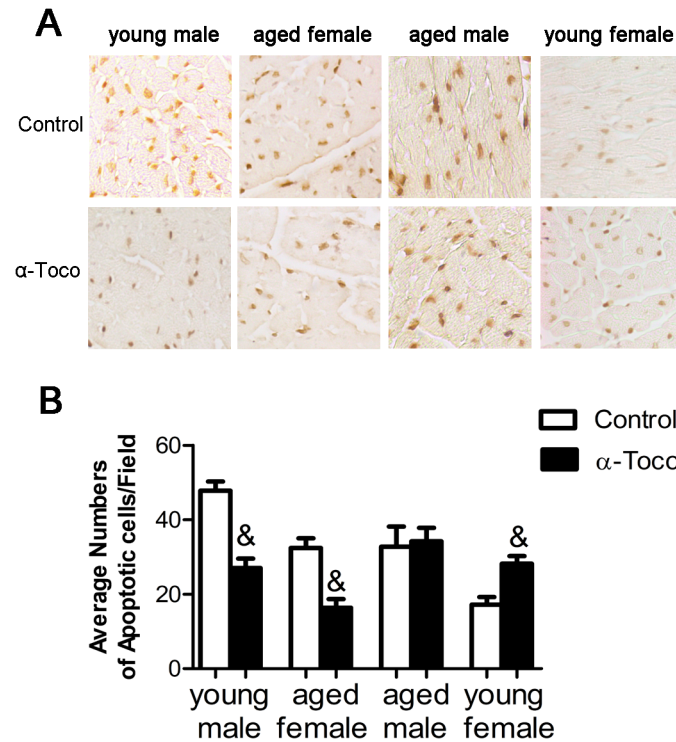 A
young male aged female aged male young female
Control
α-Toco
B
Control
α-Toco
Average Numbers
of Apoptotic cells/Field
60
40
20
0
&
&
&
young male
aged female
aged male
young female